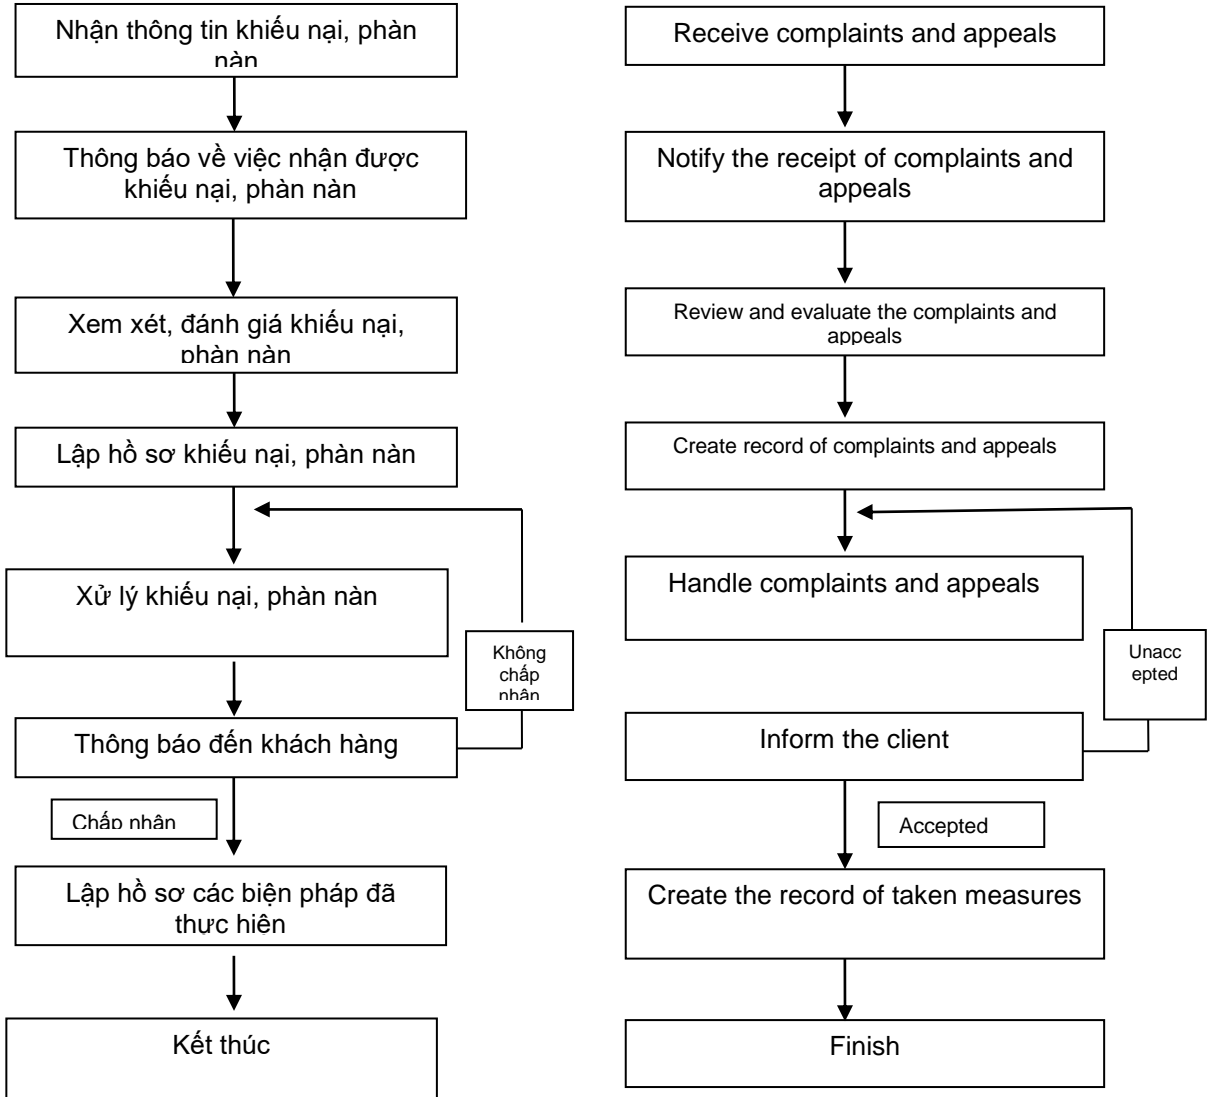 Nhận thông tin khiếu nại, phàn
nàn
Thông báo về việc nhận được
khiếu nại, phàn nàn
Xem xét, đánh giá khiếu nại,
phàn nàn
Lập hồ sơ khiếu nại, phàn nàn
Xử lý khiếu nại, phàn nàn
Không
chấp
nhận
Thông báo đến khách hàng
Chấp nhận
Lập hồ sơ các biện pháp đã
thực hiện
Kết thúc
Receive complaints and appeals
Notify the receipt of complaints and
appeals
Review and evaluate the complaints and
appeals
Create record of complaints and appeals
Handle complaints and appeals
Unacc
epted
Inform the client
Accepted
Create the record of taken measures
Finish